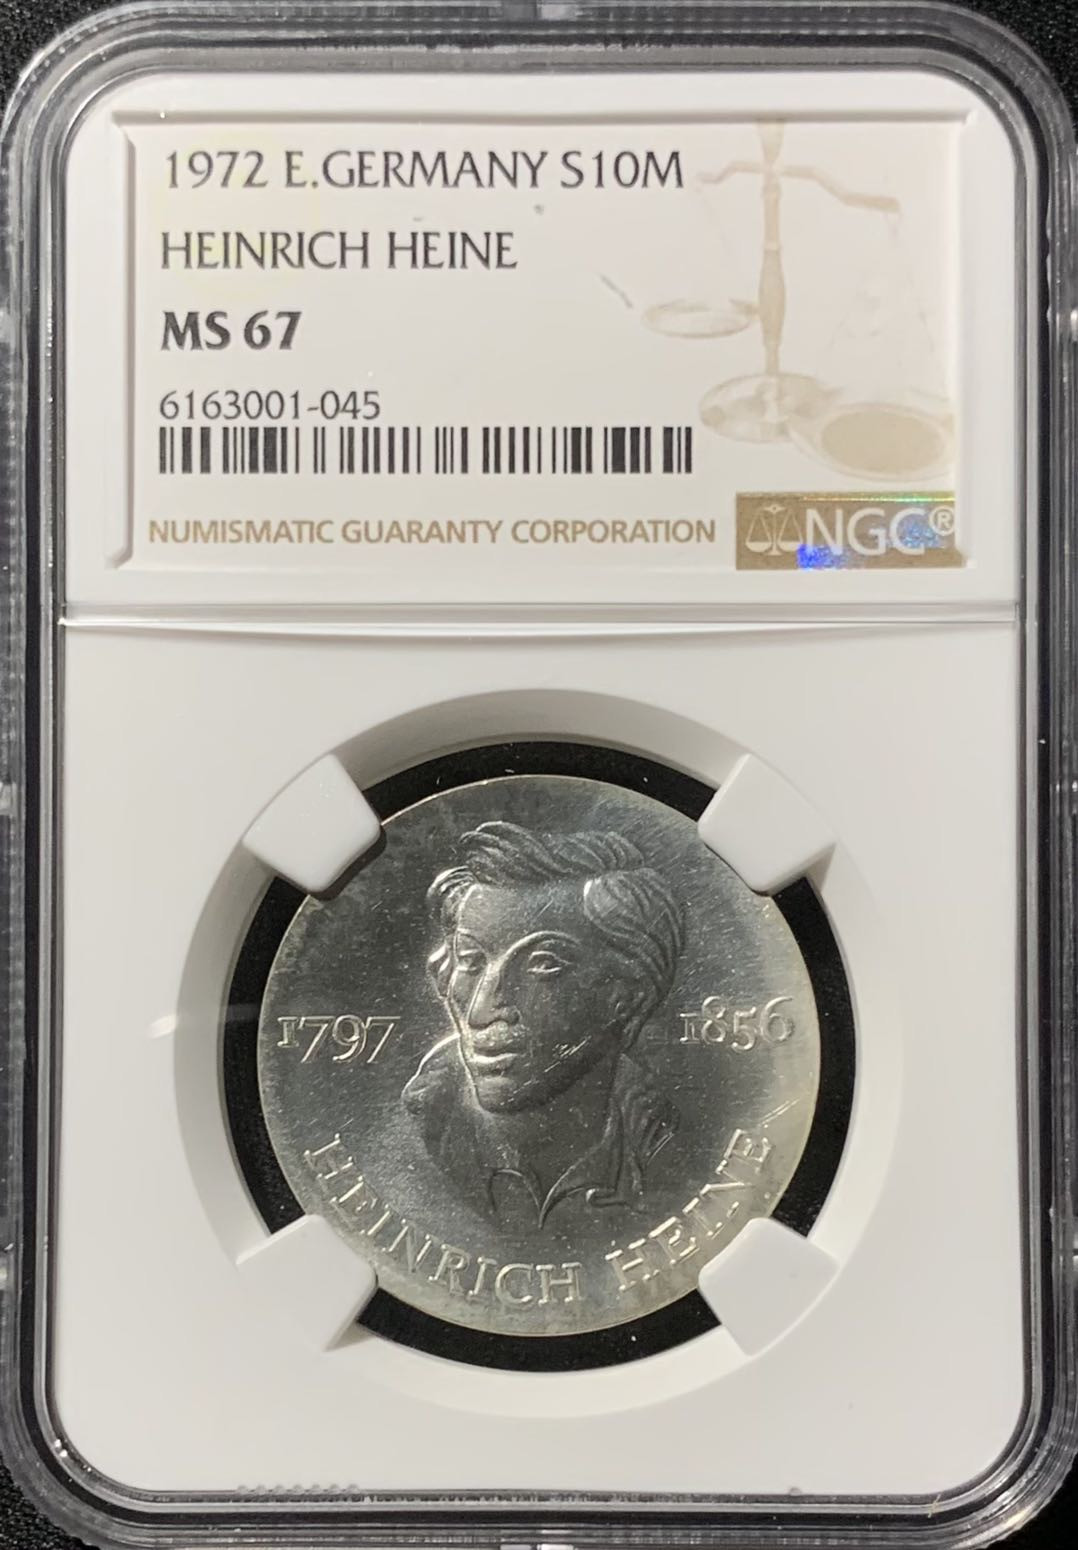 1972 E.GERMANY S10M
HEINRICH HEINE
MS 67
6163001-045
NUMISMATIC GUARANTY CORPORATION
NGC®
1797
1856
HEINRICH HEINE